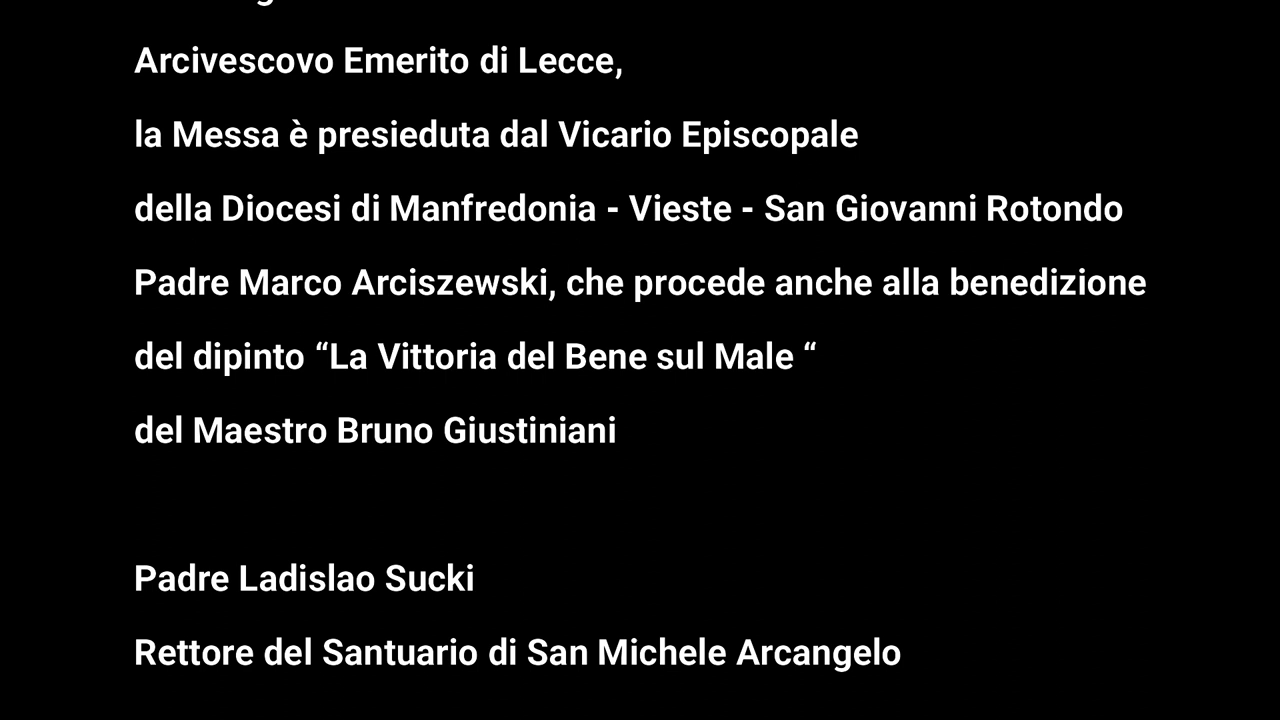 Arcivescovo Emerito di Lecce,
la Messa è presieduta dal Vicario Episcopale
della Diocesi di Manfredonia - Vieste - San Giovanni Rotondo
Padre Marco Arciszewski, che procede anche alla benedizione
del dipinto “La Vittoria del Bene sul Male “
del Maestro Bruno Giustiniani
Padre Ladislao Sucki
Rettore del Santuario di San Michele Arcangelo